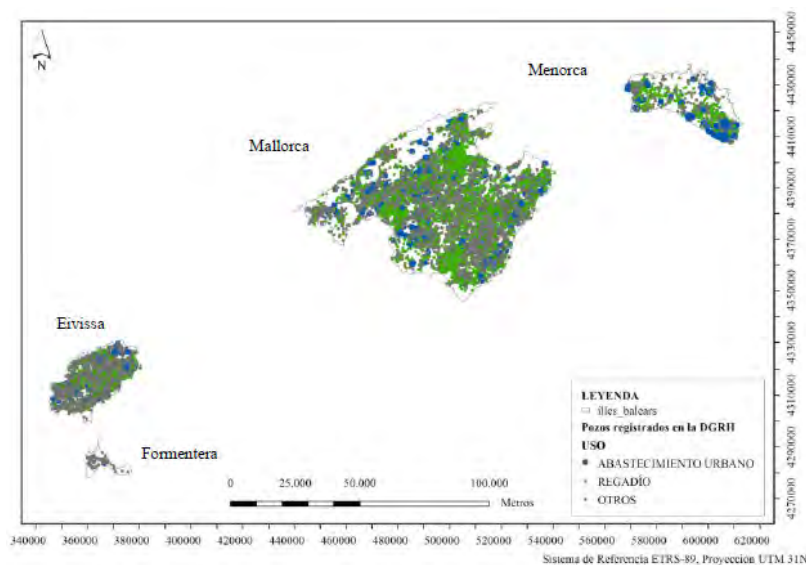 N
Menorca
Mallorca
Eivissa
Formentera
0 25.000 50.000 100.000
Metros
LEYENDA
illes_balears
Pozos registrados en la DGRH
USO
ABASTECIMIENTO URBANO
REGADÍO
OTROS
4450000
4430000
4410000
4390000
4370000
4350000
4330000
4310000
4290000
4270000
340000 360000 380000 400000 420000 440000 460000 480000 500000 520000 540000 560000 580000 600000 620000
Sistema de Referencia ETRS-89, Proyección UTM 31N